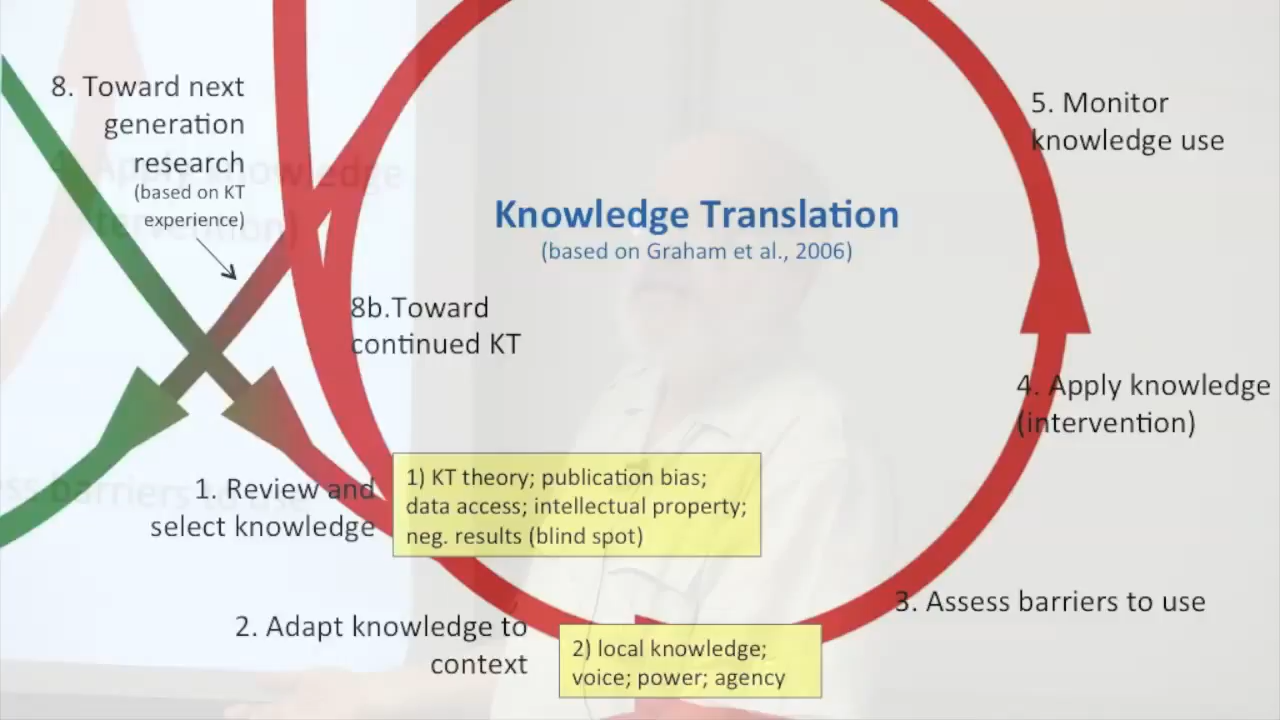 8. Toward next
generation
research
(based on KT
experience)
5. Monitor
knowledge use
Knowledge Translation
(based on Graham et al., 2006)
8b.Toward
continued KT
4. Apply knowledge
(intervention)
1. Review and
select knowledge
1) KT theory; publication bias;
data access; intellectual property;
neg. results (blind spot)
3. Assess barriers to use
2. Adapt knowledge to
context
2) local knowledge;
voice; power; agency